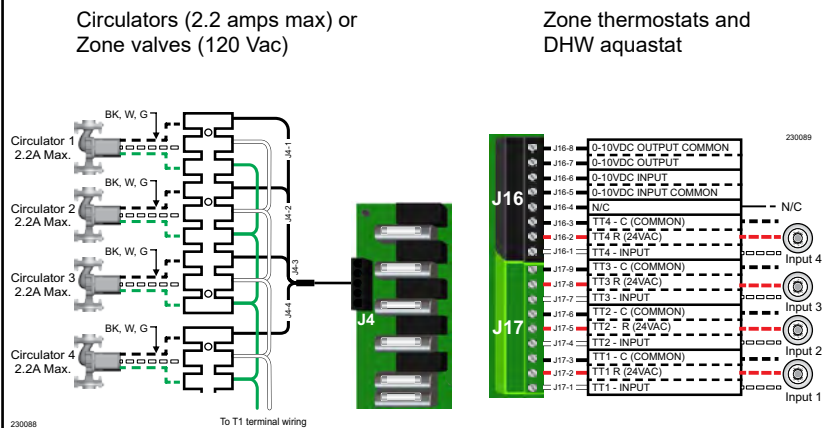 Circulators (2.2 amps max) or
Zone valves (120 Vac)
BK, W, G
Circulator 1
2.2A Max.
BK, W, G
Circulator 2
2.2A Max.
BK, W, G
Circulator 3
2.2A Max.
BK, W, G
Circulator 4
2.2A Max.
J4-1
J4-2
J4-3
J4-4
J4
To T1 terminal wiring
230088
Zone thermostats and
DHW aquastat
230089
J16
J16-8 0-10VDC OUTPUT COMMON
J16-7 0-10VDC OUTPUT
J16-6 0-10VDC INPUT
J16-5 0-10VDC INPUT COMMON
J16-4 N/C N/C
J16-3 TT4 - C (COMMON)
J16-2 TT4 R (24VAC)
J16-1 TT4 - INPUT
Input 4
J17
J17-9 TT3 - C (COMMON)
J17-8 TT3 R (24VAC)
J17-7 TT3 - INPUT
Input 3
J17-6 TT2 - C (COMMON)
J17-5 TT2 - R (24VAC)
J17-4 TT2 - INPUT
Input 2
J17-3 TT1 - C (COMMON)
J17-2 TT1 R (24VAC)
J17-1 TT1 - INPUT
Input 1